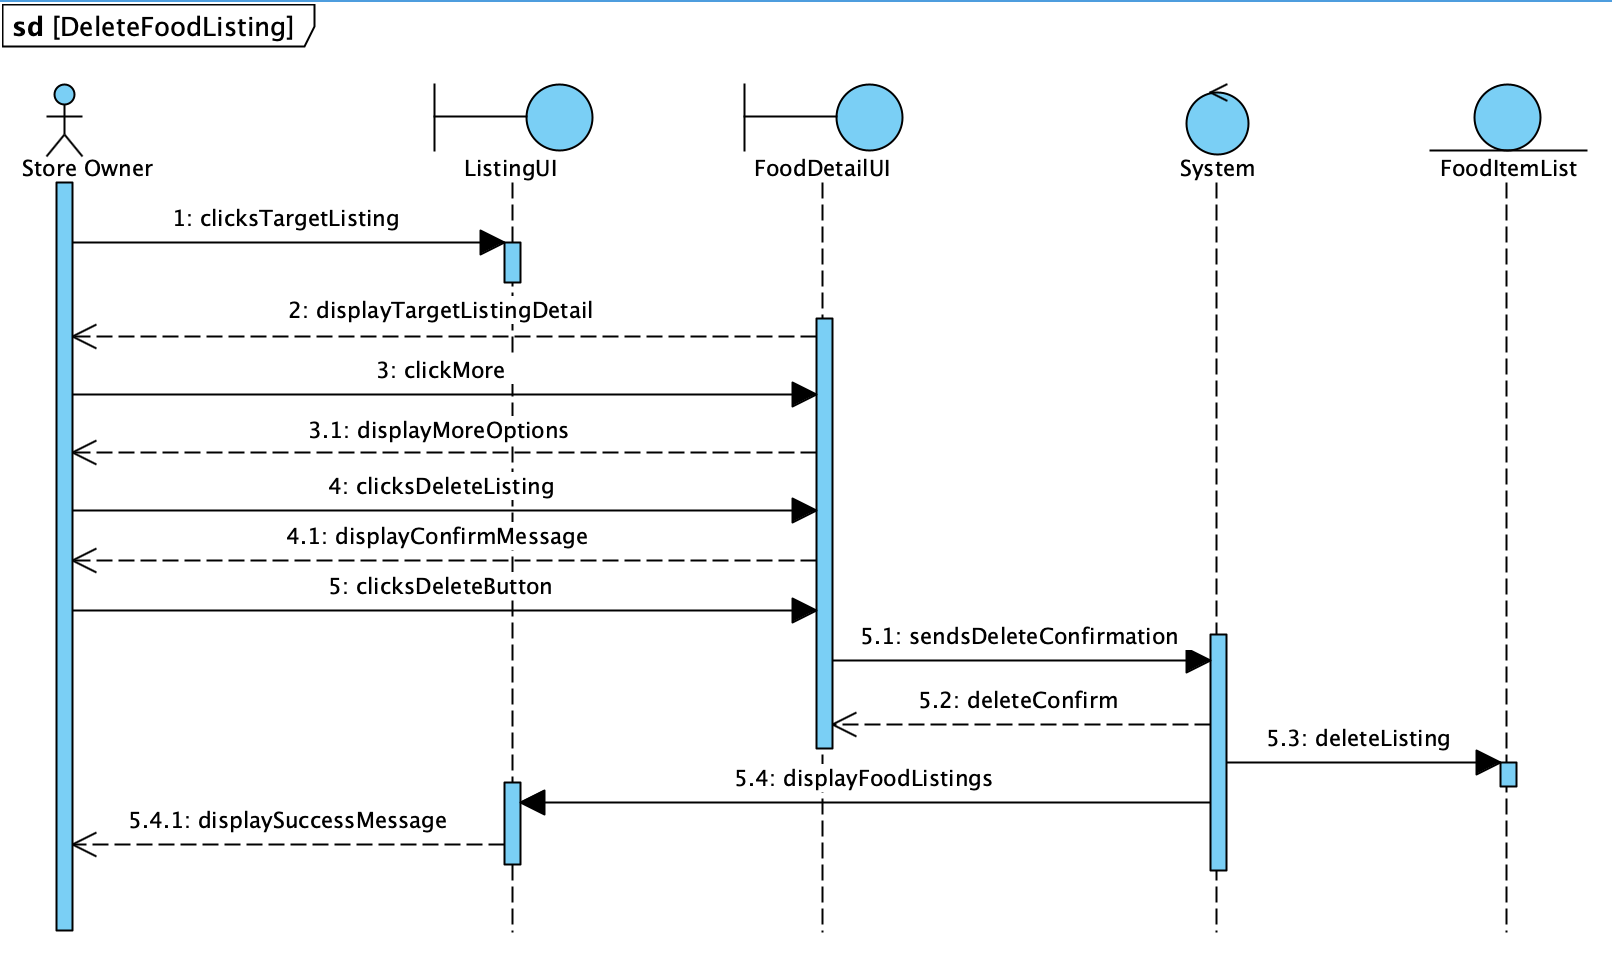 sd [DeleteFoodListing]
Store Owner
ListingUI
FoodDetailUI
System
FoodItemList
1: clicksTargetListing
2: displayTargetListingDetail
3: clickMore
3.1: displayMoreOptions
4: clicksDeleteListing
4.1: displayConfirmMessage
5: clicksDeleteButton
5.1: sendsDeleteConfirmation
5.2: deleteConfirm
5.3: deleteListing
5.4: displayFoodListings
5.4.1: displaySuccessMessage